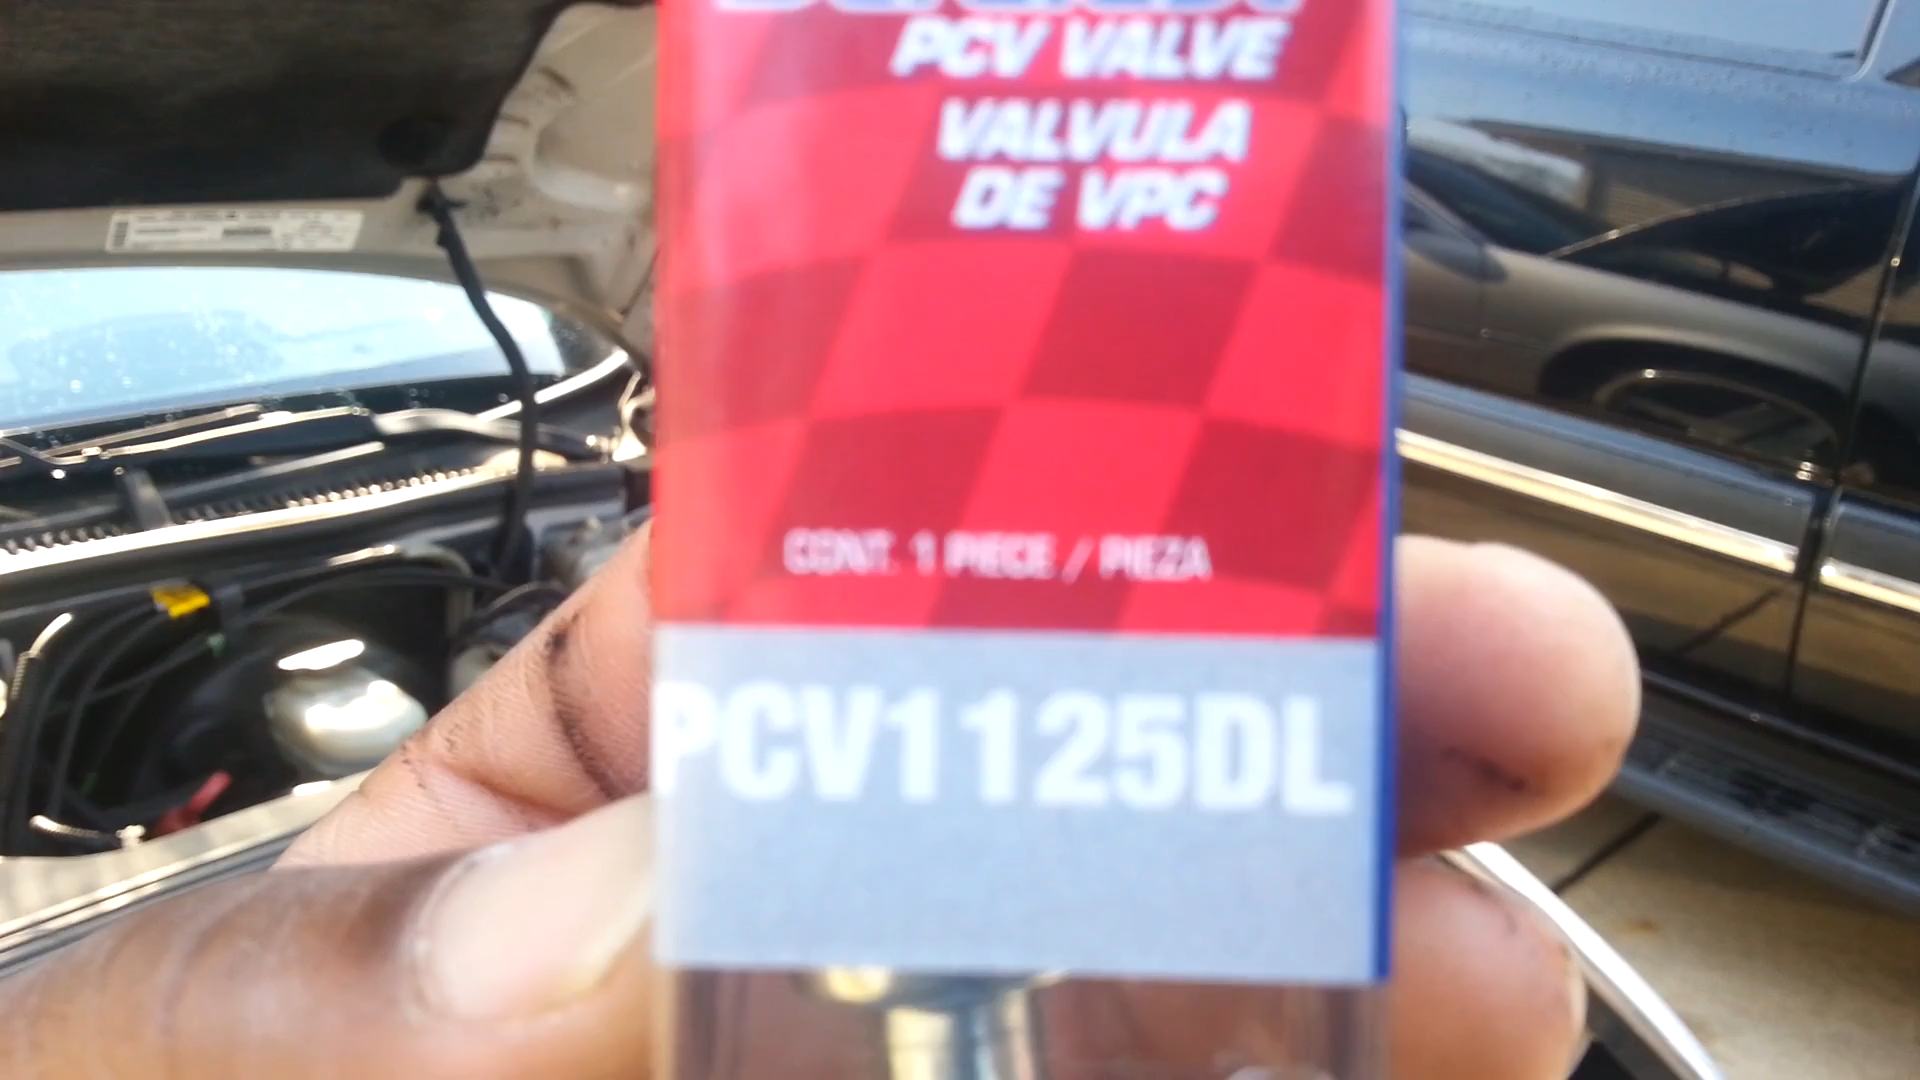 PCV VALVE
VALVULA
DE VPC
CONT. 1 PIECE / PIEZA
PCV1125DL